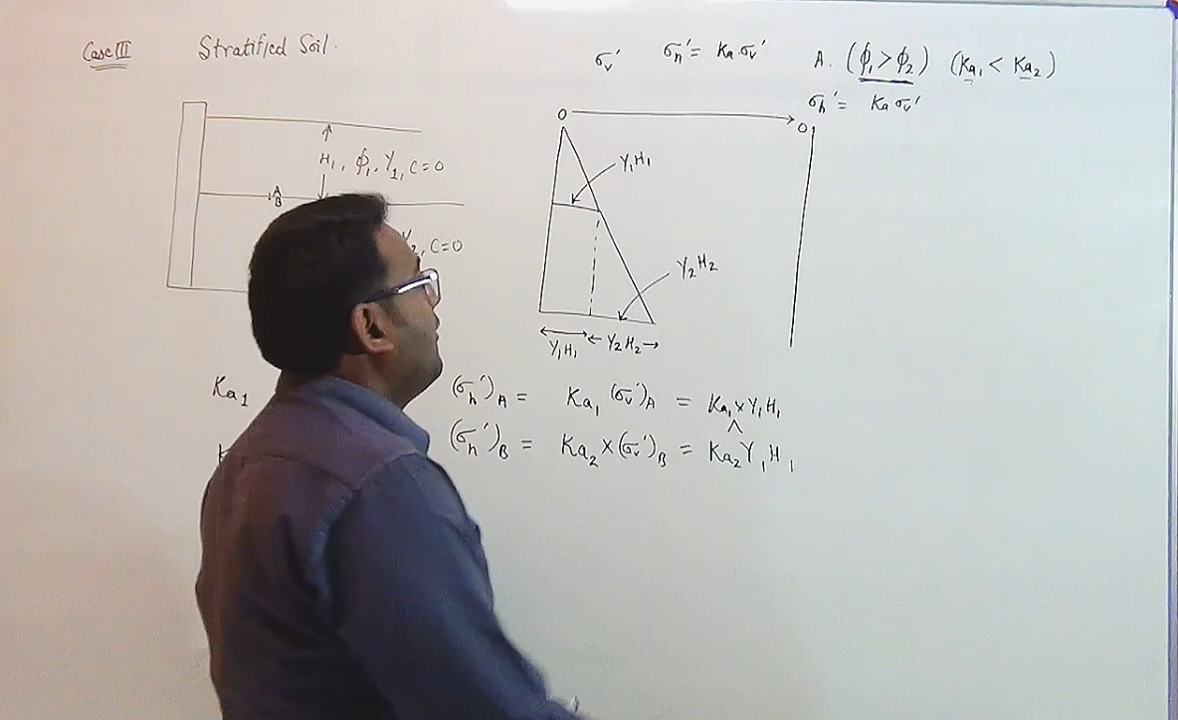 Case III Stratified Soil.
σv' σh' = Ka.σv' A. (ϕ1 > ϕ2) (Ka1 < Ka2)
σh' = Ka σv'
O O
H1, ϕ1, γ1, C=0
γ1H1
A
B
2, C=0
γ2H2
γ1H1 γ2H2
Ka1 (σh')A = Ka1 (σv')A = Ka1 × γ1H1
^
(σh')B = Ka2 × (σv')B = Ka2 γ1H1